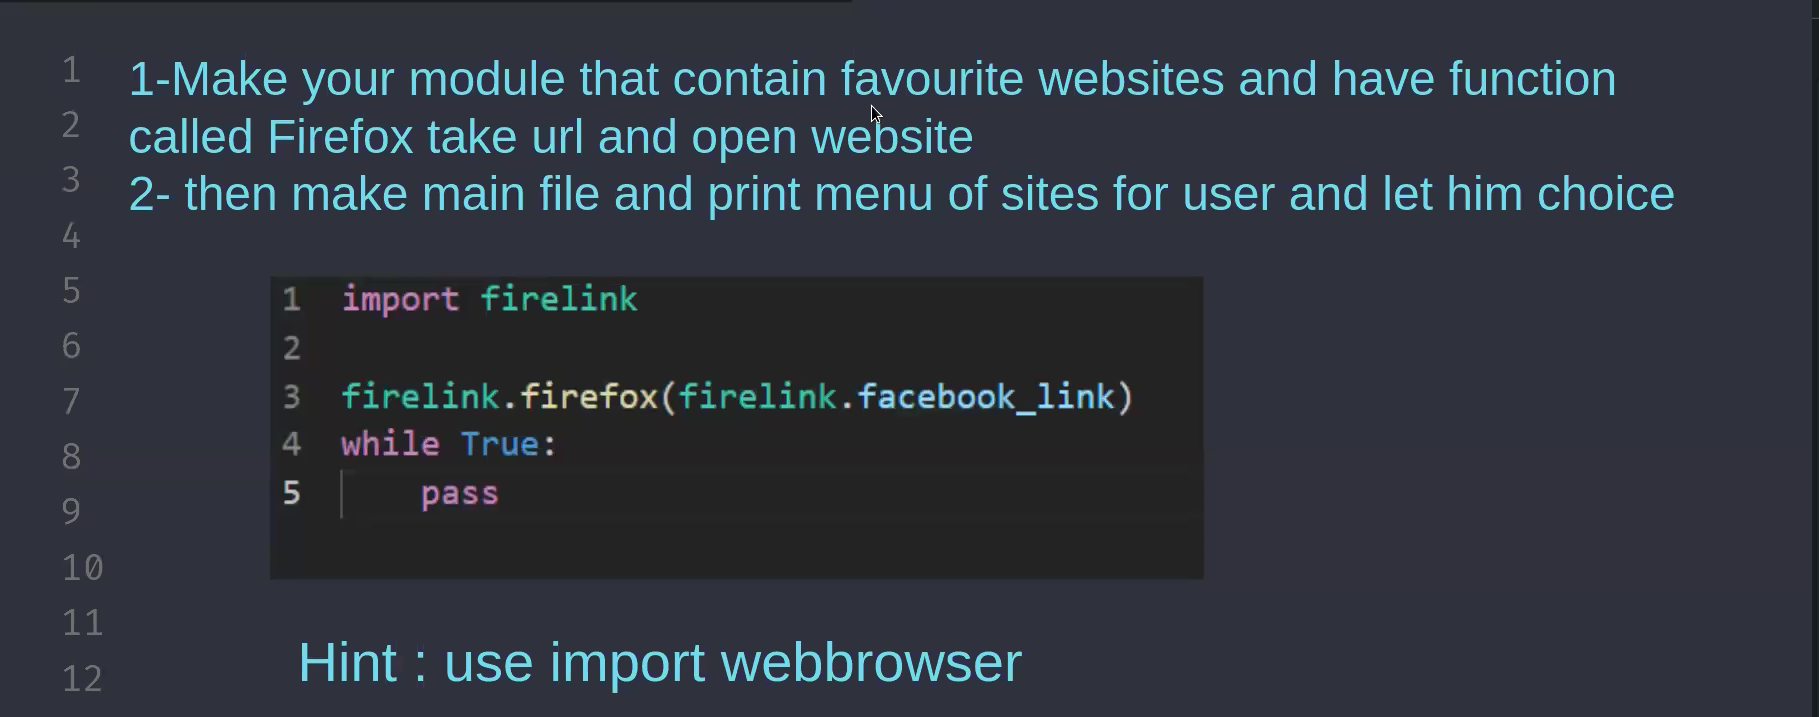 1 1-Make your module that contain favourite websites and have function
2 called Firefox take url and open website
3 2- then make main file and print menu of sites for user and let him choice
4
5 1 import firelink
6 2
7 3 firelink.firefox(firelink.facebook_link)
8 4 while True:
9 5     pass
10
11
12 Hint : use import webbrowser